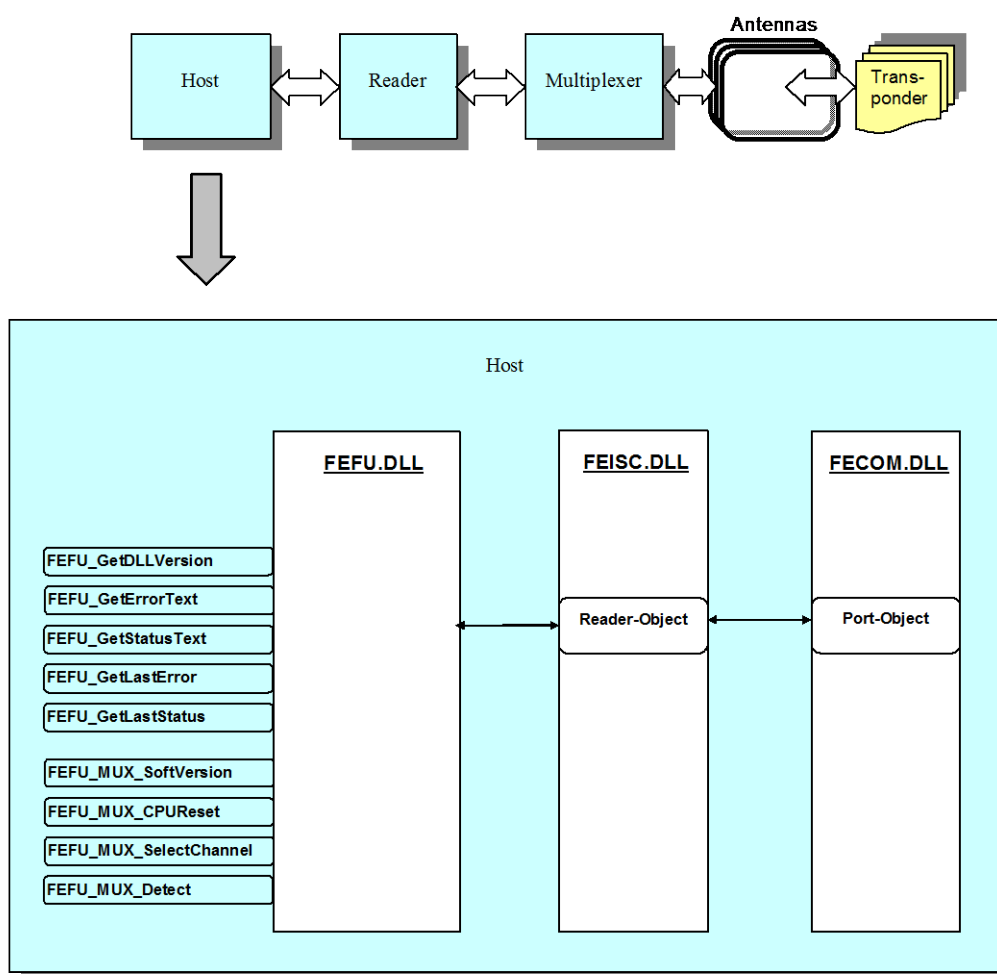 Antennas
Host
Reader
Multiplexer
Trans-
ponder
Host
FEFU.DLL
FEISC.DLL
FECOM.DLL
FEFU_GetDLLVersion
FEFU_GetErrorText
FEFU_GetStatusText
FEFU_GetLastError
FEFU_GetLastStatus
FEFU_MUX_SoftVersion
FEFU_MUX_CPUReset
FEFU_MUX_SelectChannel
FEFU_MUX_Detect
Reader-Object
Port-Object